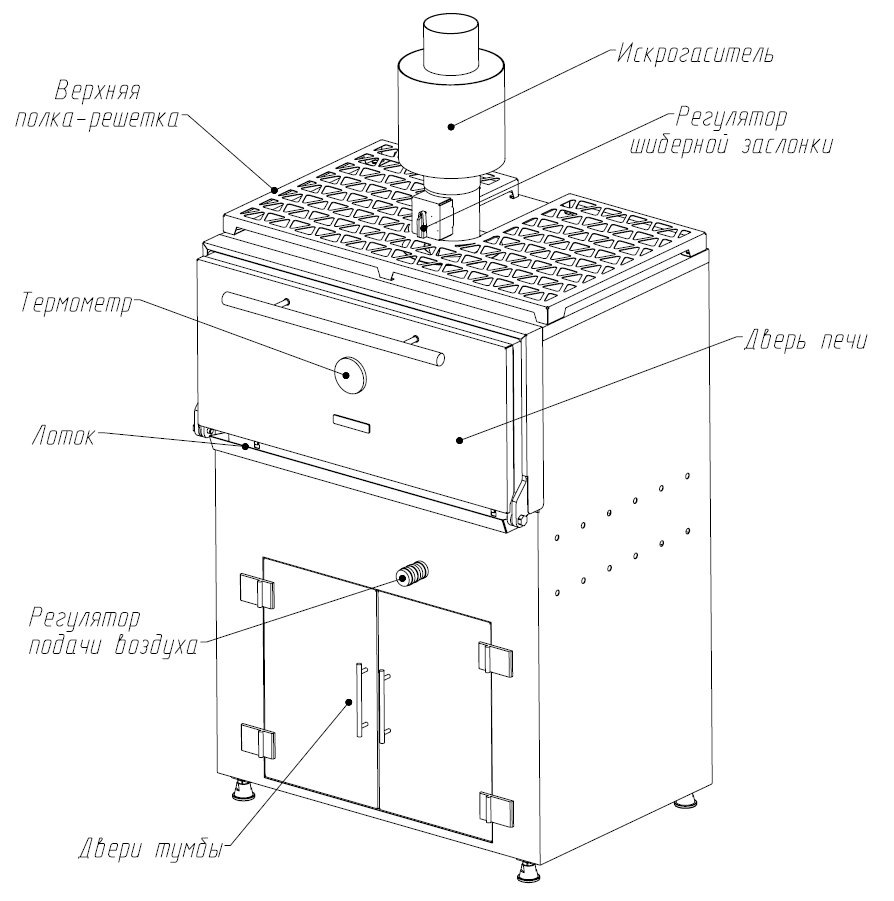 Искрогаситель
Верхняя
полка-решетка
Регулятор
шиберной заслонки
Термометр
Дверь печи
Лоток
Регулятор
подачи воздуха
Двери тумбы